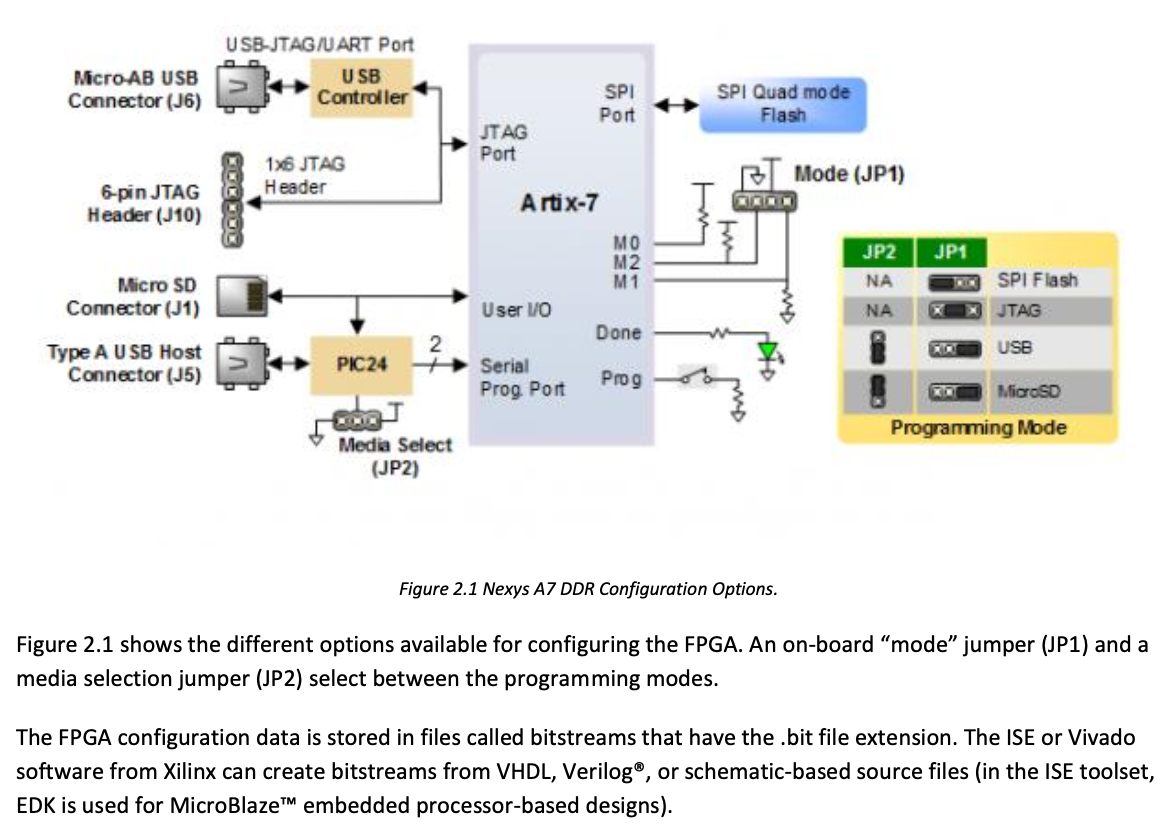 USB-JTAG/UART Port
Micro-AB USB
Connector (J6)
USB
Controller
1x6 JTAG
Header
6-pin JTAG
Header (J10)
Micro SD
Connector (J1)
Type A USB Host
Connector (J5)
PIC24
2
Media Select
(JP2)
JTAG
Port
SPI
Port
Artix-7
M0
M2
M1
User I/O
Done
Serial
Prog. Port
Prog
SPI Quad mode
Flash
Mode (JP1)
JP2 JP1
NA SPI Flash
NA JTAG
USB
MicroSD
Programming Mode
Figure 2.1 Nexys A7 DDR Configuration Options.
Figure 2.1 shows the different options available for configuring the FPGA. An on-board “mode” jumper (JP1) and a
media selection jumper (JP2) select between the programming modes.
The FPGA configuration data is stored in files called bitstreams that have the .bit file extension. The ISE or Vivado
software from Xilinx can create bitstreams from VHDL, Verilog®, or schematic-based source files (in the ISE toolset,
EDK is used for MicroBlaze™ embedded processor-based designs).